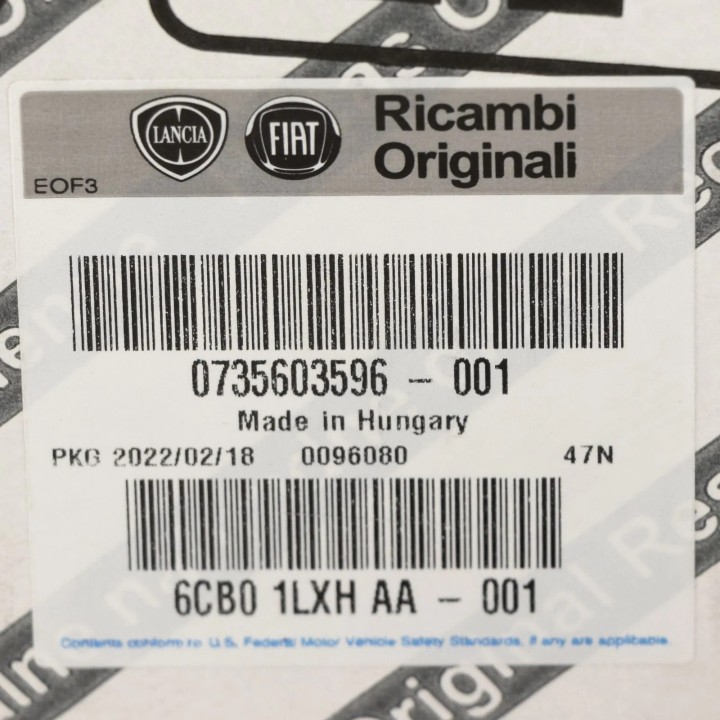 LANCIA
FIAT
Ricambi
Originali
EOF3
0735603596 - 001
Made in Hungary
PKG 2022/02/18 0096080 47N
6CB0 1LXH AA - 001
Contents conform to U.S. Federal Motor Vehicle Safety Standards, if any are applicable.